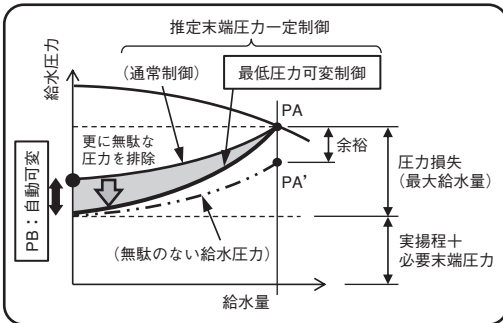 推定末端圧力一定制御
(通常制御)
最低圧力可変制御
給水圧力
PA
更に無駄な
圧力を排除
余裕
圧力損失
(最大給水量)
PA'
PB：自動可変
(無駄のない給水圧力)
実揚程＋
必要末端圧力
給水量